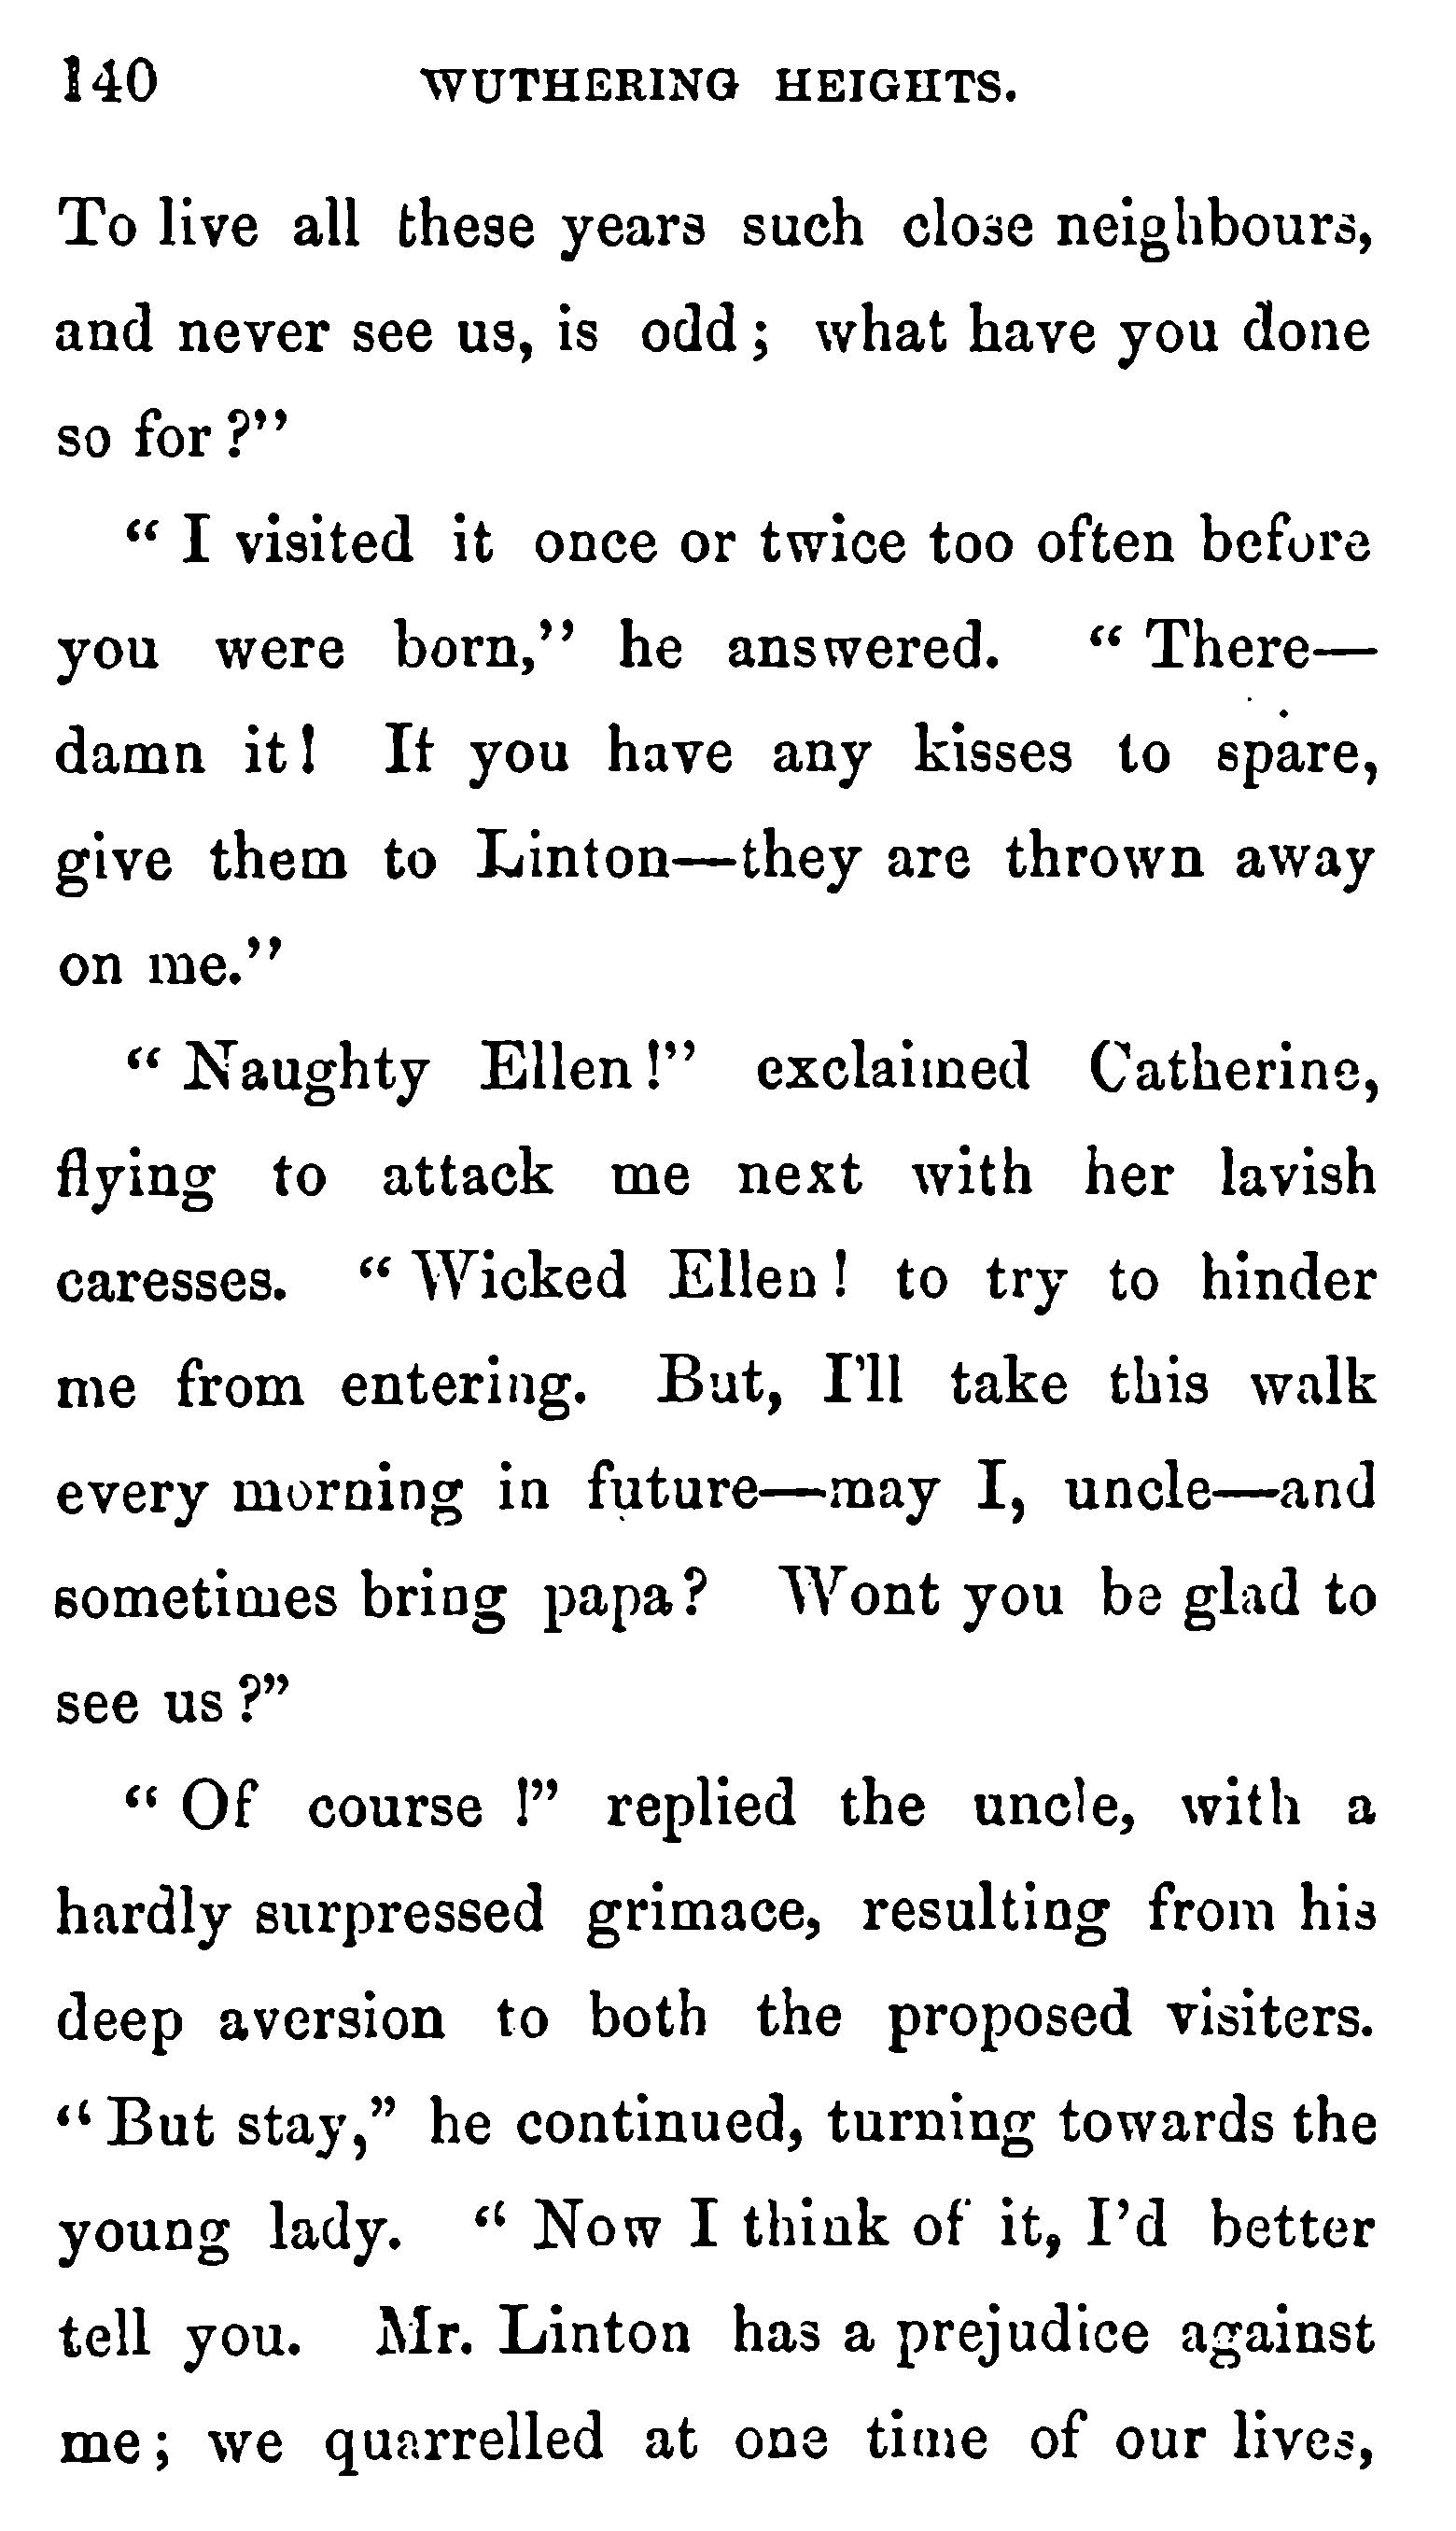 140 WUTHERING HEIGHTS.
To live all these years such close neighbours,
and never see us, is odd; what have you done
so for?"
"I visited it once or twice too often before
you were born," he answered. "There—
damn it! If you have any kisses to spare,
give them to Linton—they are thrown away
on me."
"Naughty Ellen!" exclaimed Catherine,
flying to attack me next with her lavish
caresses. "Wicked Ellen! to try to hinder
me from entering. But, I'll take this walk
every morning in future—may I, uncle—and
sometimes bring papa? Wont you be glad to
see us?"
"Of course!" replied the uncle, with a
hardly surpressed grimace, resulting from his
deep aversion to both the proposed visiters.
"But stay," he continued, turning towards the
young lady. "Now I think of it, I'd better
tell you. Mr. Linton has a prejudice against
me; we quarrelled at one time of our lives,